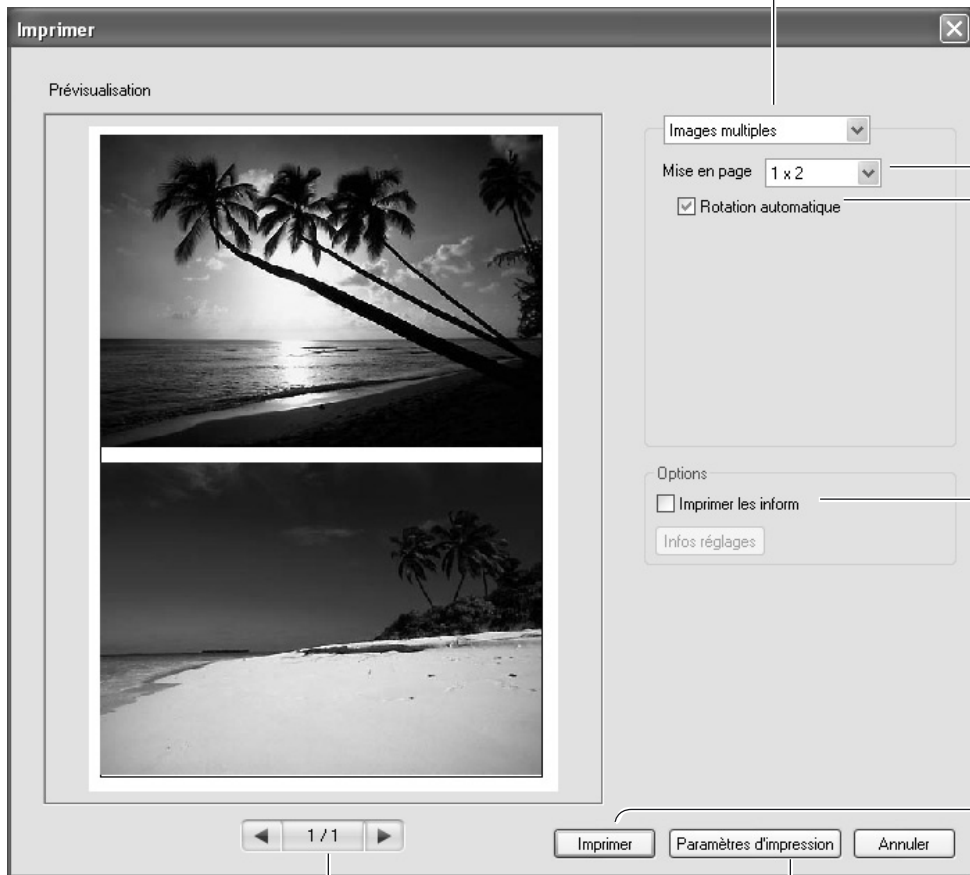 Imprimer
Prévisualisation
Images multiples
Mise en page 1 x 2
Rotation automatique
Options
Imprimer les inform
Infos réglages
1 / 1
Imprimer Paramètres d'impression Annuler